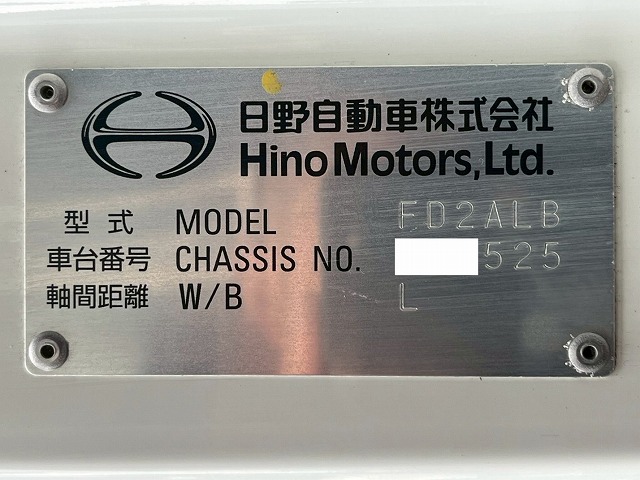 日野自動車株式会社
Hino Motors, Ltd.
型式 MODEL FD2ALB
車台番号 CHASSIS NO. 525
軸間距離 W/B L